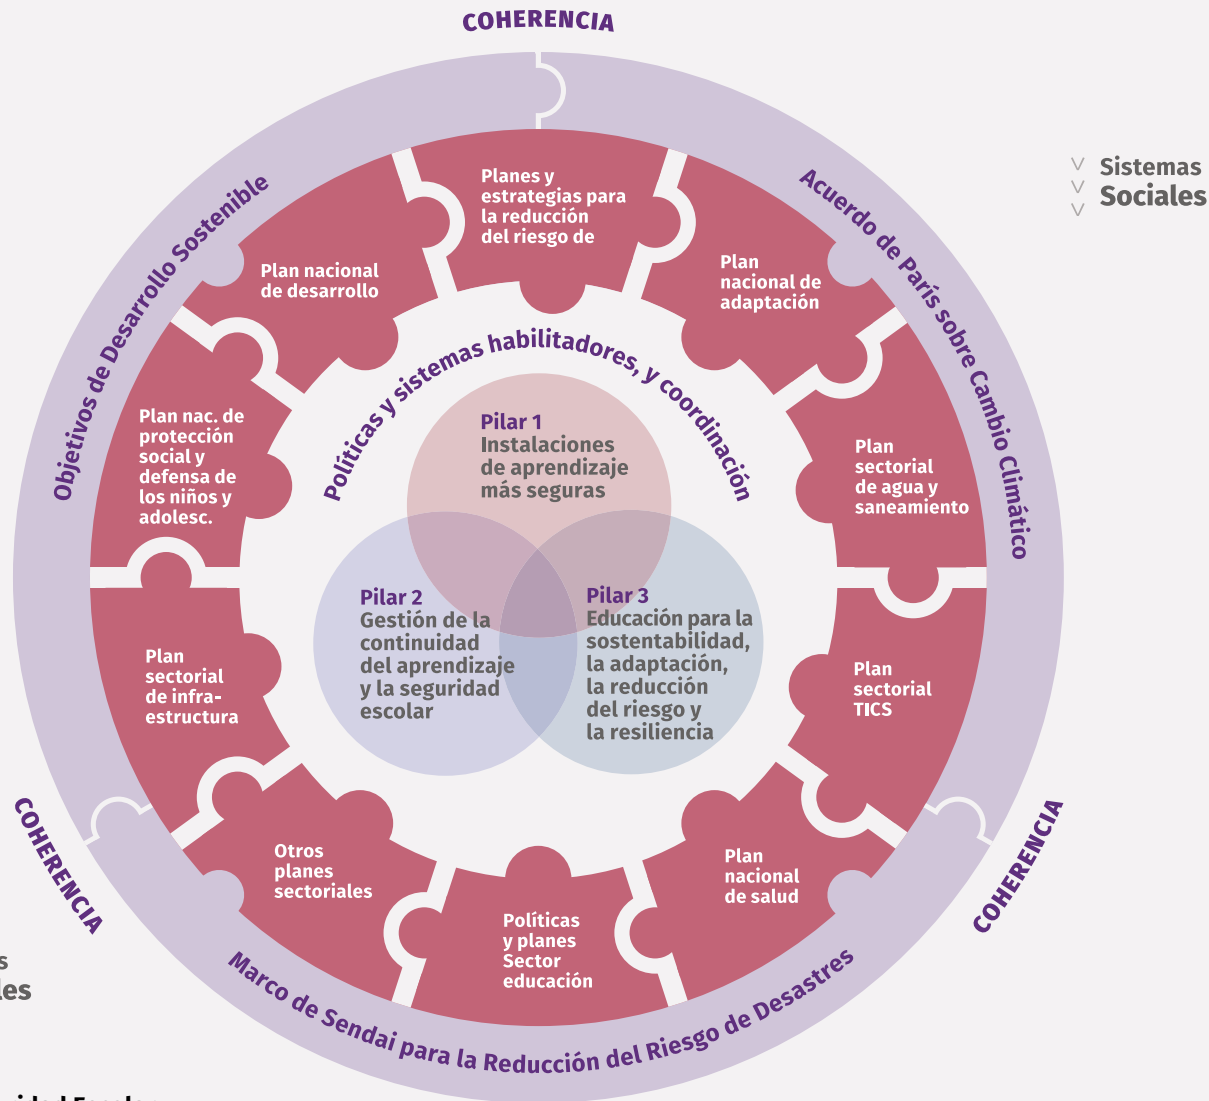 COHERENCIA
Sistemas
Sociales
Objetivos de Desarrollo Sostenible
Acuerdo de París sobre Cambio Climático
Planes y
estrategias para
la reducción
del riesgo de
Plan nacional
de desarrollo
Plan
nacional de
adaptación
Políticas y sistemas habilitadores, y coordinación
Plan nac. de
protección
social y
defensa de
los niños y
adolesc.
Plan
sectorial
de agua y
saneamiento
Pilar 1
Instalaciones
de aprendizaje
más seguras
Pilar 2
Gestión de la
continuidad
del aprendizaje
y la seguridad
escolar
Pilar 3
Educación para la
sostentabilidad,
la adaptación,
la reducción
del riesgo y
la resiliencia
Plan
sectorial
de infra-
estructura
Plan
sectorial
TICS
Otros
planes
sectoriales
Plan
nacional
de salud
Políticas
y planes
Sector
educación
COHERENCIA
COHERENCIA
Marco de Sendai para la Reducción del Riesgo de Desastres